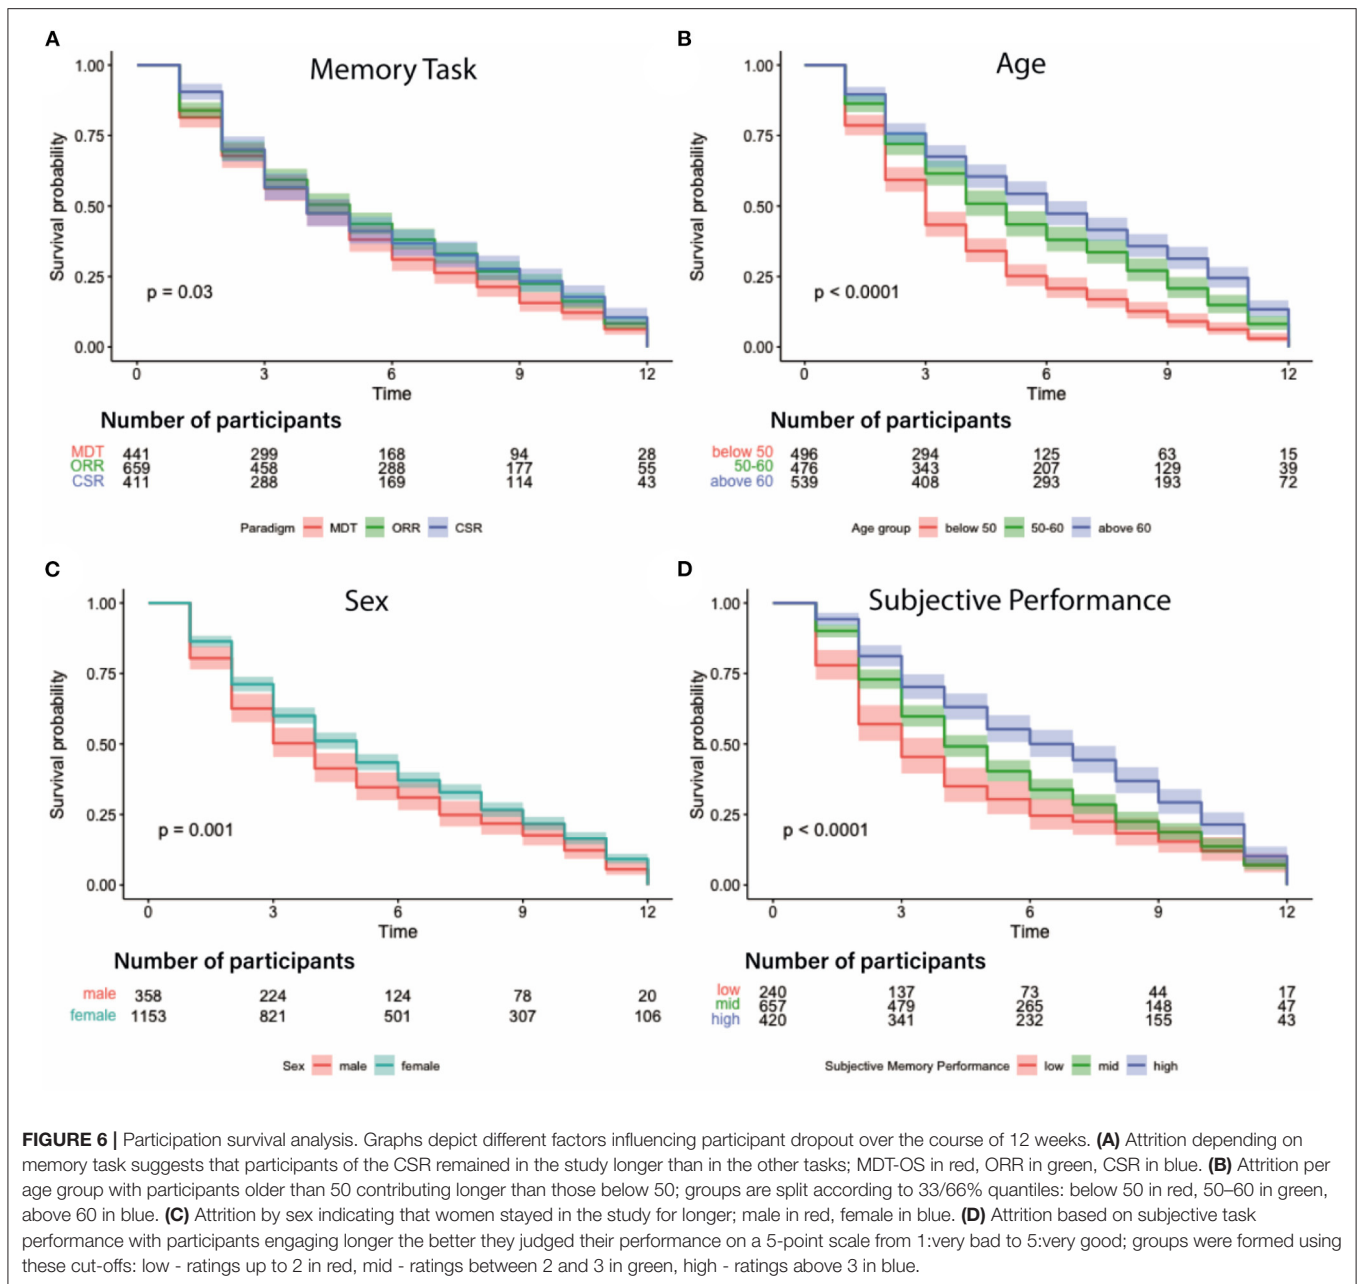 A
Memory Task
1.00
0.75
0.50
0.25
0.00
Survival probability
p = 0.03
0 3 6 9 12
Time
Number of participants
MDT 441 299 168 94 28
ORR 659 458 288 177 55
CSR 411 288 169 114 43
Paradigm MDT ORR CSR
B
Age
1.00
0.75
0.50
0.25
0.00
Survival probability
p < 0.0001
0 3 6 9 12
Time
Number of participants
below 50 496 294 125 63 15
50-60 476 343 207 129 39
above 60 539 408 293 193 72
Age group below 50 50-60 above 60
C
Sex
1.00
0.75
0.50
0.25
0.00
Survival probability
p = 0.001
0 3 6 9 12
Time
Number of participants
male 358 224 124 78 20
female 1153 821 501 307 106
Sex male female
D
Subjective Performance
1.00
0.75
0.50
0.25
0.00
Survival probability
p < 0.0001
0 3 6 9 12
Time
Number of participants
low 240 137 73 44 17
mid 657 479 265 148 47
high 420 341 232 155 43
Subjective Memory Performance low mid high
FIGURE 6 | Participation survival analysis. Graphs depict different factors influencing participant dropout over the course of 12 weeks. (A) Attrition depending on
memory task suggests that participants of the CSR remained in the study longer than in the other tasks; MDT-OS in red, ORR in green, CSR in blue. (B) Attrition per
age group with participants older than 50 contributing longer than those below 50; groups are split according to 33/66% quantiles: below 50 in red, 50–60 in green,
above 60 in blue. (C) Attrition by sex indicating that women stayed in the study for longer; male in red, female in blue. (D) Attrition based on subjective task
performance with participants engaging longer the better they judged their performance on a 5-point scale from 1:very bad to 5:very good; groups were formed using
these cut-offs: low - ratings up to 2 in red, mid - ratings between 2 and 3 in green, high - ratings above 3 in blue.